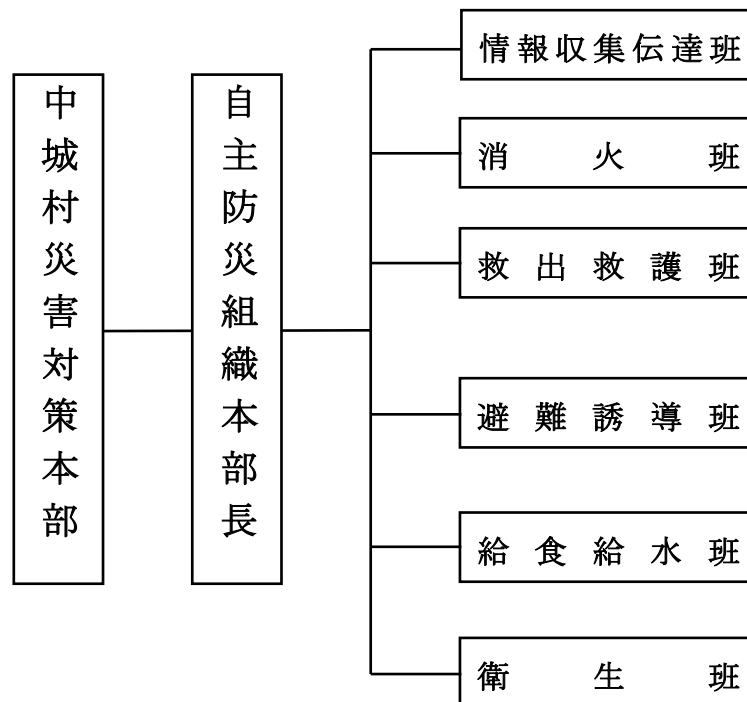 中城村災害対策本部
自主防災組織本部長
情報収集伝達班
消火班
救出救護班
避難誘導班
給食給水班
衛生班